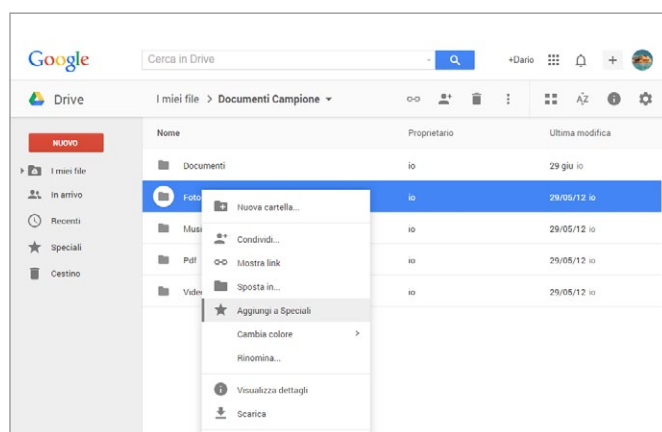 Google
Cerca in Drive
+Dario
Drive
I miei file > Documenti Campione
AZ
NUOVO
I miei file
In arrivo
Recenti
Speciali
Cestino
Nome Proprietario Ultima modifica
Documenti io 29 giu io
Foto io 29/05/12 io
Musi io 29/05/12 io
Pdf io 29/05/12 io
Video io 29/05/12 io
Nuova cartella...
Condividi...
Mostra link
Sposta in...
Aggiungi a Speciali
Cambia colore >
Rinomina...
Visualizza dettagli
Scarica